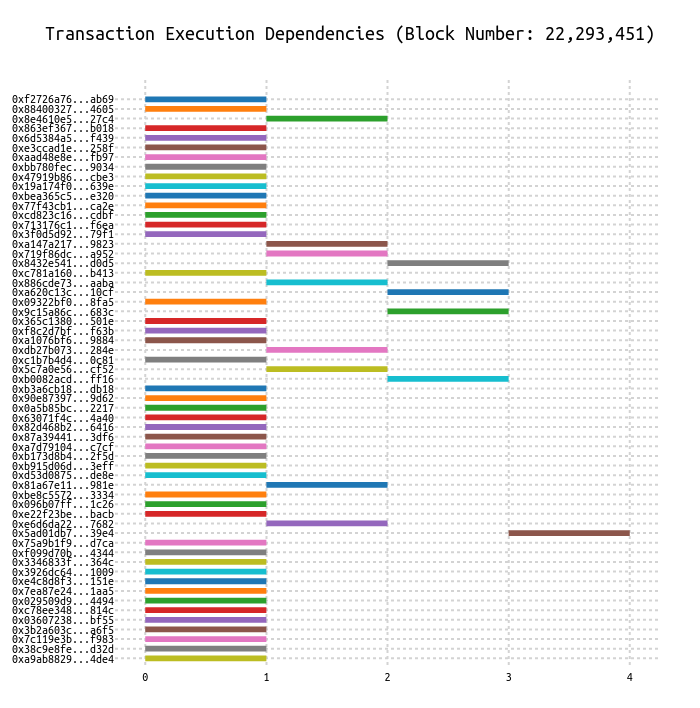 Transaction Execution Dependencies (Block Number: 22,293,451)
0xf2726a76...ab69
0x88400327...4605
0x8e4610e5...27c4
0x863ef367...b018
0x6d5384a5...f439
0xe3ccad1e...258f
0xaad48e8e...fb97
0xbb780fec...9034
0x47919b86...cbe3
0x19a174f0...639e
0xbea365c5...e320
0x77f43cb1...ca2e
0xcd823c16...cdbf
0x713176c1...f6ea
0x3f0d5d92...79f1
0xa147a217...9823
0x719f86dc...a952
0x8432e541...d0d5
0xc781a160...b413
0x886cde73...aaba
0xa620c13c...10cf
0x09322bf0...8fa5
0x9c15a86c...683c
0x365c1380...501e
0xf8c2d7bf...f63b
0xa1076bf6...9884
0xdb27b073...284e
0xc1b7b4d4...0c81
0x5c7a0e56...cf52
0xb0082acd...ff16
0xb3a6cb18...db18
0x90e87397...9d62
0x0a5b85bc...2217
0x63071f4c...4a40
0x82d468b2...6416
0x87a39441...3df6
0xa7d79104...c7cf
0xb173d8b4...2f5d
0xb915d06d...3eff
0xd53d0875...de8e
0x81a67e11...981e
0xbe8c5572...3334
0x096b07ff...1c26
0xe22f23be...bacb
0xe6d6da22...7682
0x5ad01db7...39e4
0x75a9b1f9...d7ca
0xf099d70b...4344
0x3346833f...364c
0x3926dc64...1009
0xe4c8d8f3...151e
0x7ea87e24...1aa5
0x029509d9...4494
0xc78ee348...814c
0x03607238...bf55
0x3b2a603c...a6f5
0x7c119e3b...f983
0x38c9e8fe...d32d
0xa9ab8829...4de4
0 1 2 3 4